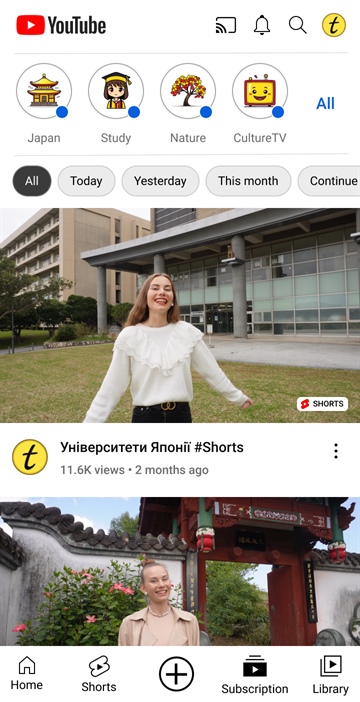 YouTube
t
Japan
Study
Nature
CultureTV
All
All
Today
Yesterday
This month
Continue
SHORTS
t
Університети Японії #Shorts
11.6K views • 2 months ago
Home
Shorts
Subscription
Library